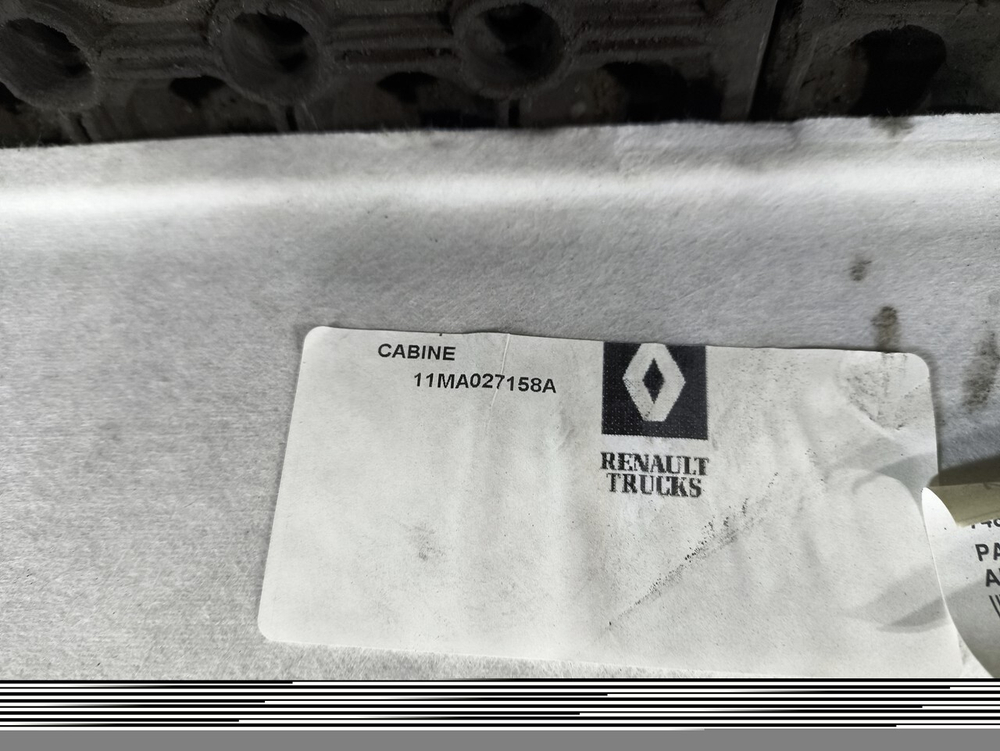 CABINE
11MA027158A
RENAULT
TRUCKS